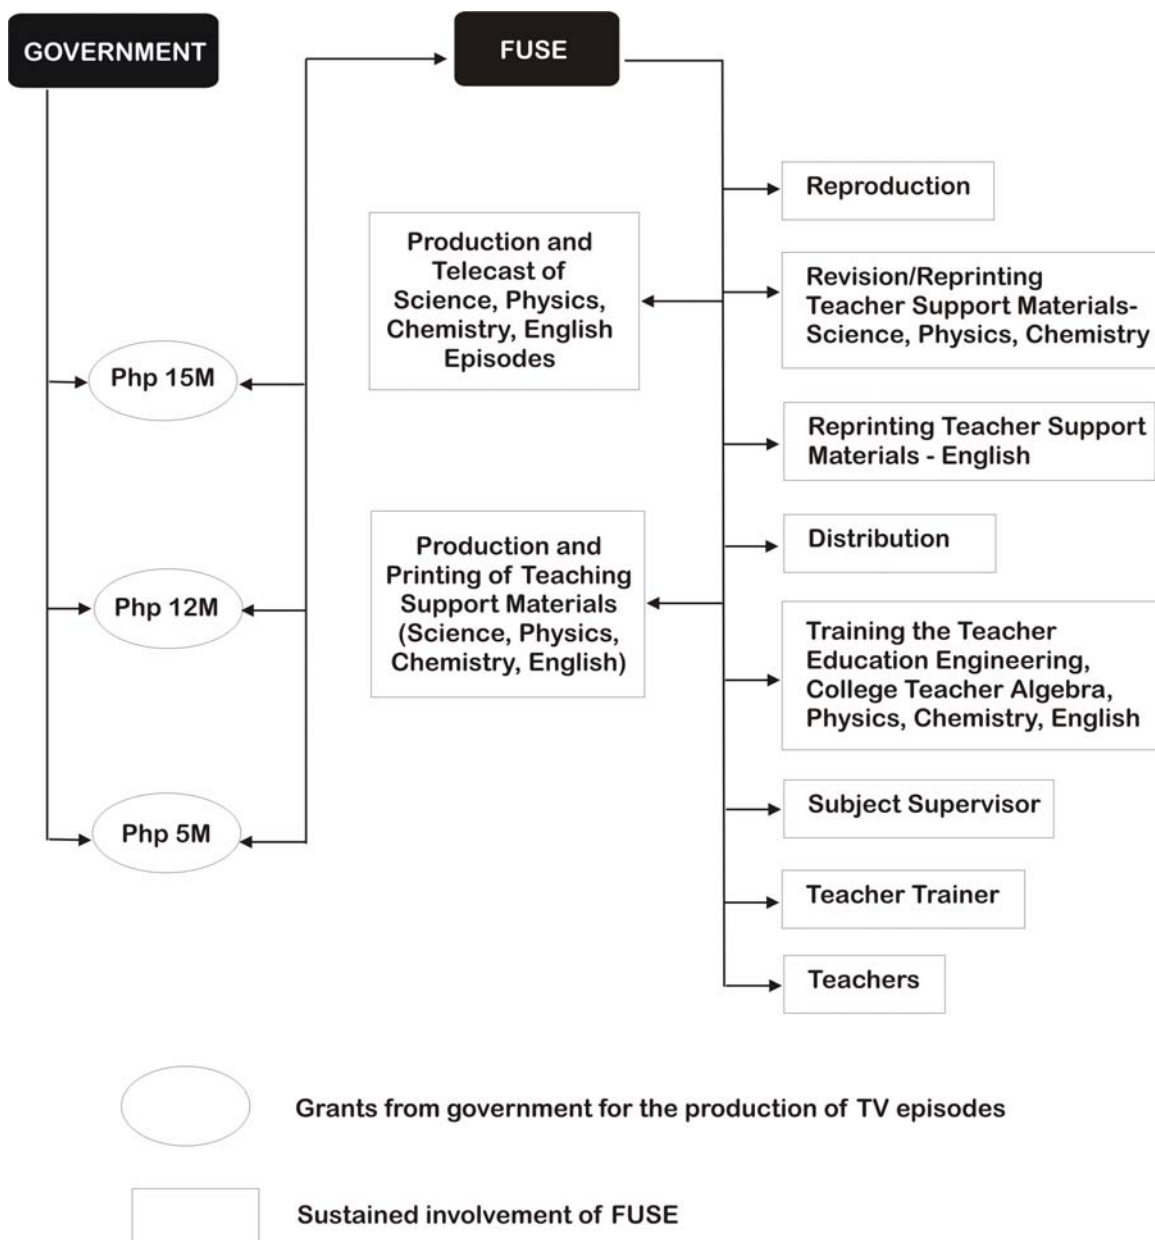 GOVERNMENT
FUSE
Php 15M
Php 12M
Php 5M
Production and
Telecast of
Science, Physics,
Chemistry, English
Episodes
Production and
Printing of Teaching
Support Materials
(Science, Physics,
Chemistry, English)
Reproduction
Revision/Reprinting
Teacher Support Materials-
Science, Physics, Chemistry
Reprinting Teacher Support
Materials - English
Distribution
Training the Teacher
Education Engineering,
College Teacher Algebra,
Physics, Chemistry, English
Subject Supervisor
Teacher Trainer
Teachers
Grants from government for the production of TV episodes
Sustained involvement of FUSE